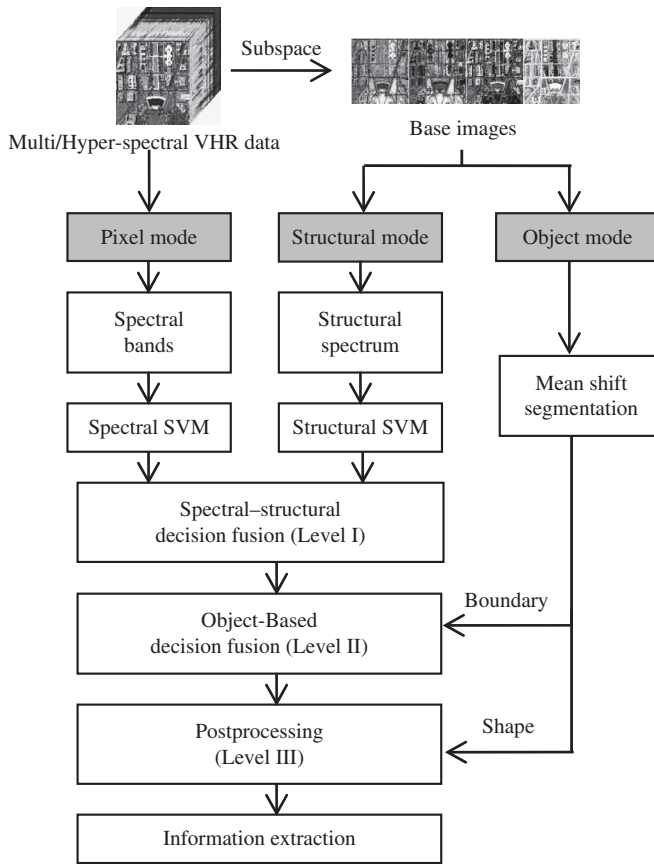 Subspace
Multi/Hyper-spectral VHR data
Base images
Pixel mode
Structural mode
Object mode
Spectral
bands
Structural
spectrum
Mean shift
segmentation
Spectral SVM
Structural SVM
Spectral–structural
decision fusion (Level I)
Boundary
Object-Based
decision fusion (Level II)
Shape
Postprocessing
(Level III)
Information extraction